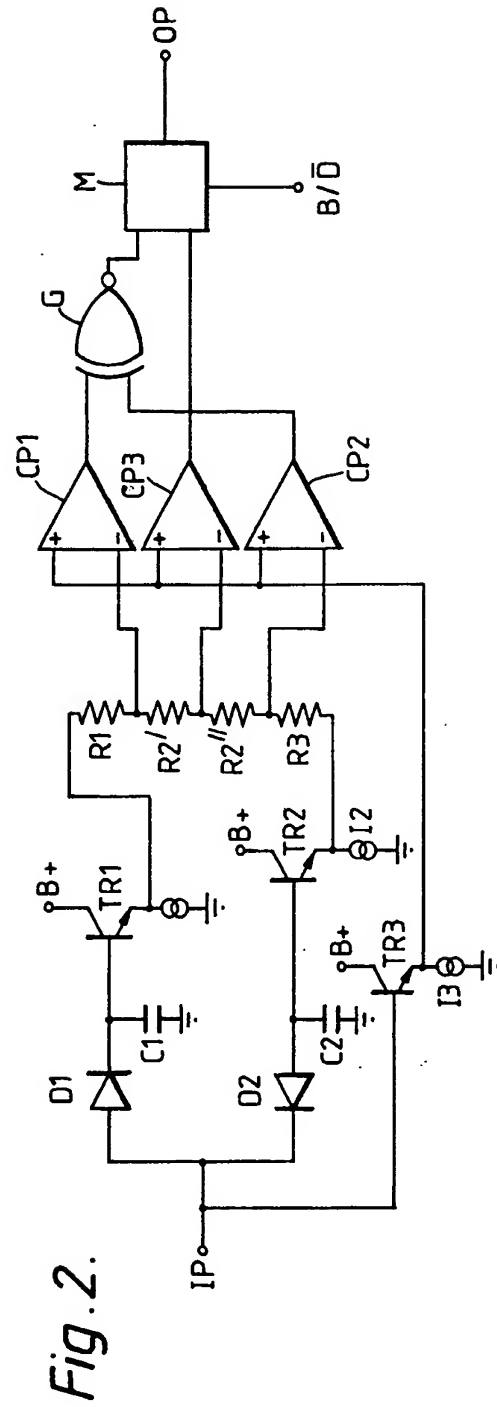 Fig. 2.
IP
D1
C1
B+
TR1
D2
C2
B+
TR2
I2
B+
TR3
I3
R1
R2'
R2''
R3
CP1
+
-
CP3
+
-
CP2
+
-
G
M
B/D̅
OP